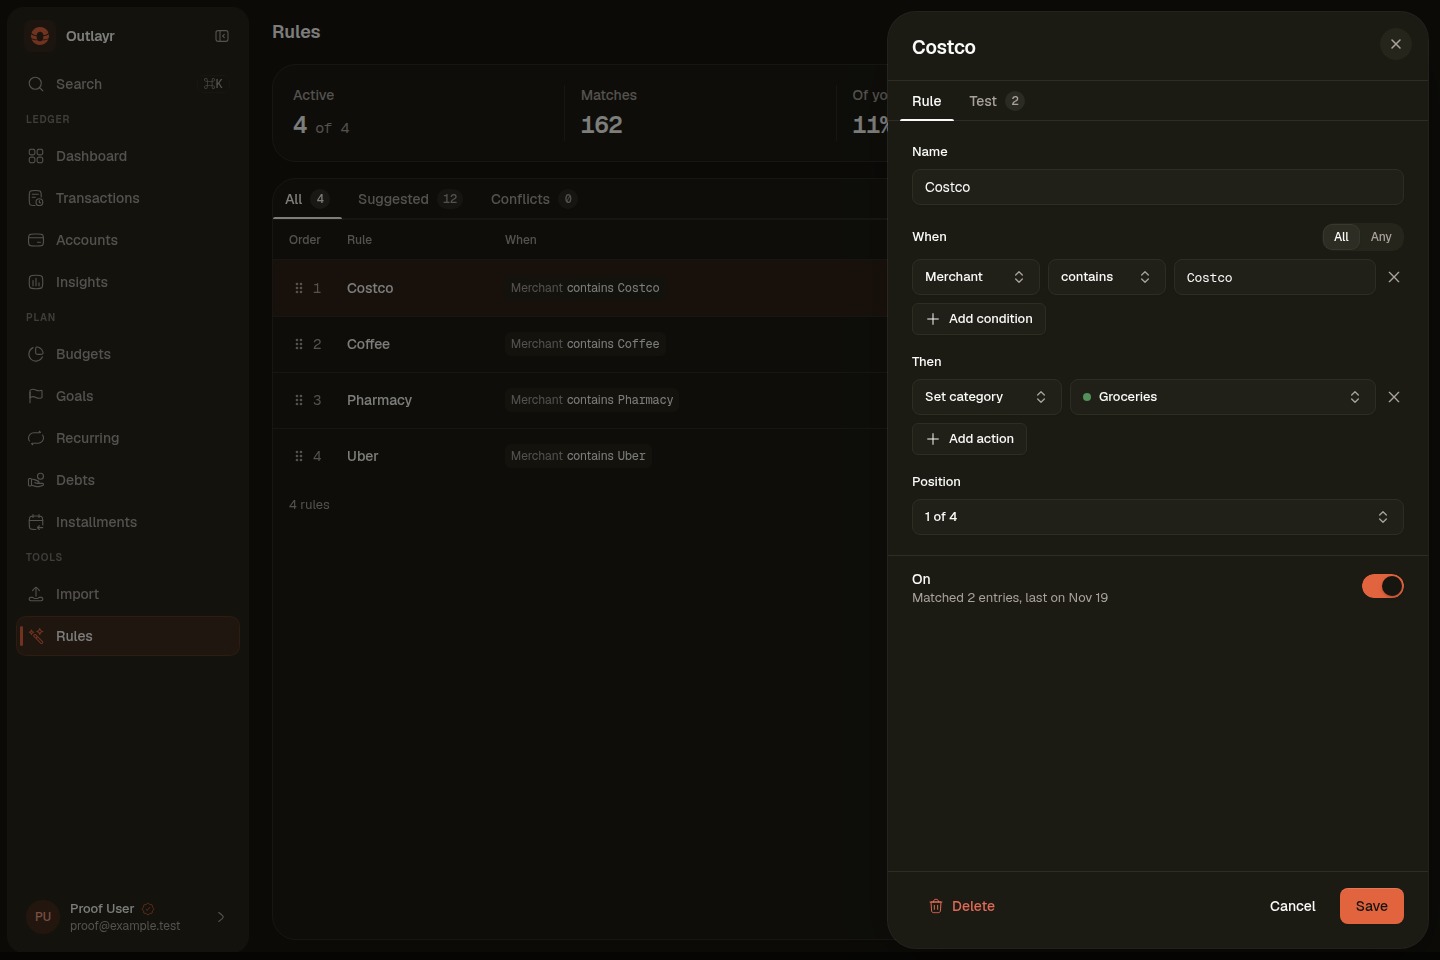 Outlayr
Search ⌘K
LEDGER
Dashboard
Transactions
Accounts
Insights
PLAN
Budgets
Goals
Recurring
Debts
Installments
TOOLS
Import
Rules
PU
Proof User
proof@example.test
Rules
Active
4 of 4
Matches
162
Of yo
11%
All 4 Suggested 12 Conflicts 0
Order Rule When
1 Costco Merchant contains Costco
2 Coffee Merchant contains Coffee
3 Pharmacy Merchant contains Pharmacy
4 Uber Merchant contains Uber
4 rules
Costco
Rule Test 2
Name
Costco
When All Any
Merchant contains Costco
Add condition
Then
Set category Groceries
Add action
Position
1 of 4
On
Matched 2 entries, last on Nov 19
Delete Cancel Save